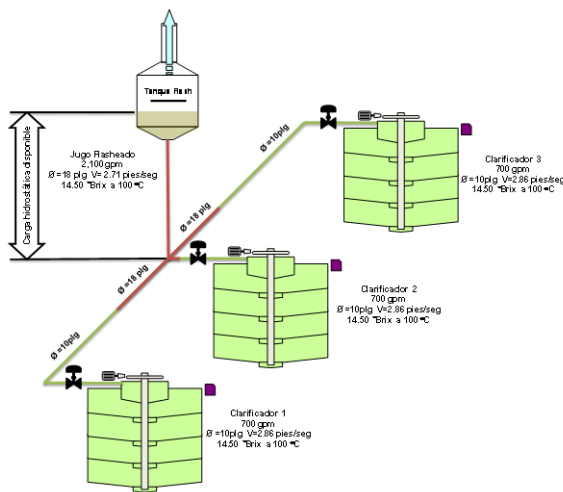 Tanque Flash
Carga hidrostática disponible
Jugo Flasheado
2,100 gpm
Ø=18 plg V=2.71 pies/seg
14.50 °Brix a 100 °C
Ø=10plg
Clarificador 3
700 gpm
Ø=10plg V=2.86 pies/seg
14.50 °Brix a 100 °C
Ø=18 plg
Ø=18 plg
Clarificador 2
700 gpm
Ø=10plg V=2.86 pies/seg
14.50 °Brix a 100 °C
Ø=10plg
Clarificador 1
700 gpm
Ø=10plg V=2.86 pies/seg
14.50 °Brix a 100 °C